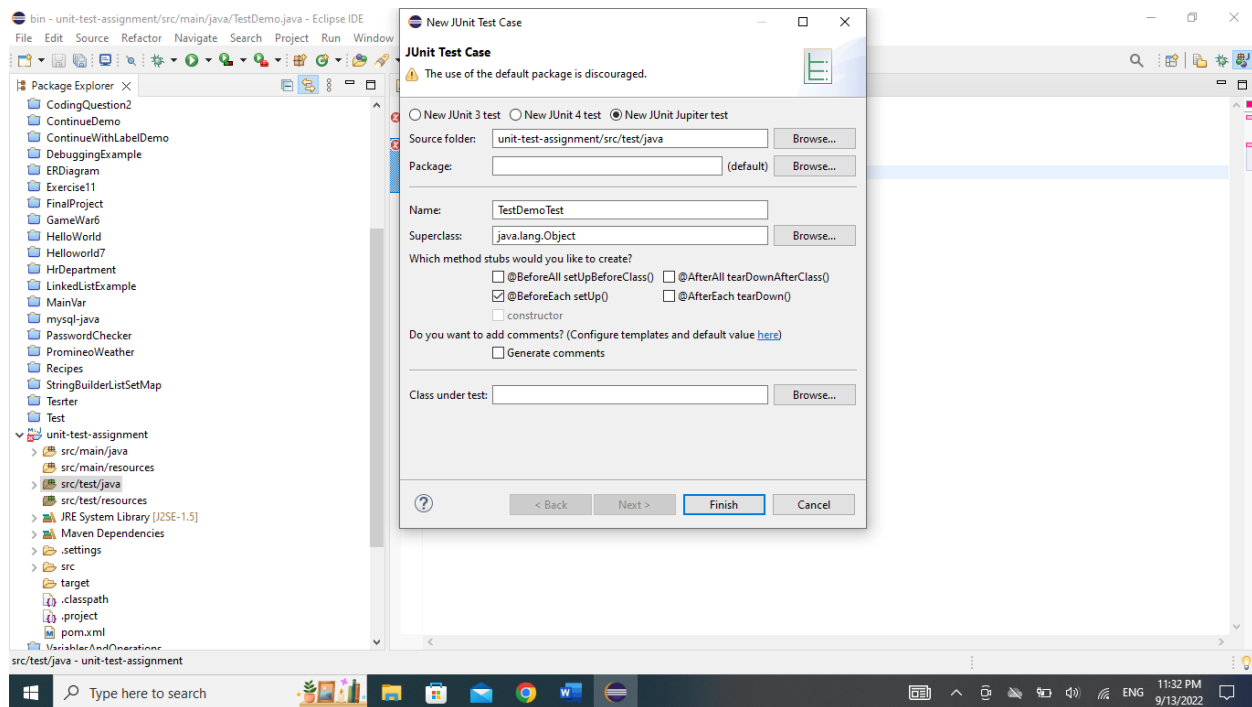 bin - unit-test-assignment/src/main/java/TestDemo.java - Eclipse IDE
File Edit Source Refactor Navigate Search Project Run Window
Package Explorer
CodingQuestion2
ContinueDemo
ContinueWithLabelDemo
DebuggingExample
ERDiagram
Exercise11
FinalProject
GameWar6
HelloWorld
Helloworld7
HrDepartment
LinkedListExample
MainVar
mysql-java
PasswordChecker
PromineoWeather
Recipes
StringBuilderListSetMap
Tesrter
Test
unit-test-assignment
src/main/java
src/main/resources
src/test/java
src/test/resources
JRE System Library [J2SE-1.5]
Maven Dependencies
.settings
src
target
.classpath
.project
pom.xml
VariablesAndOperations
src/test/java - unit-test-assignment
New JUnit Test Case
JUnit Test Case
The use of the default package is discouraged.
New JUnit 3 test New JUnit 4 test New JUnit Jupiter test
Source folder: unit-test-assignment/src/test/java Browse...
Package: (default) Browse...
Name: TestDemoTest
Superclass: java.lang.Object Browse...
Which method stubs would you like to create?
@BeforeAll setUpBeforeClass() @AfterAll tearDownAfterClass()
@BeforeEach setUp() @AfterEach tearDown()
constructor
Do you want to add comments? (Configure templates and default value here)
Generate comments
Class under test: Browse...
< Back Next > Finish Cancel
Type here to search
ENG
11:32 PM
9/13/2022